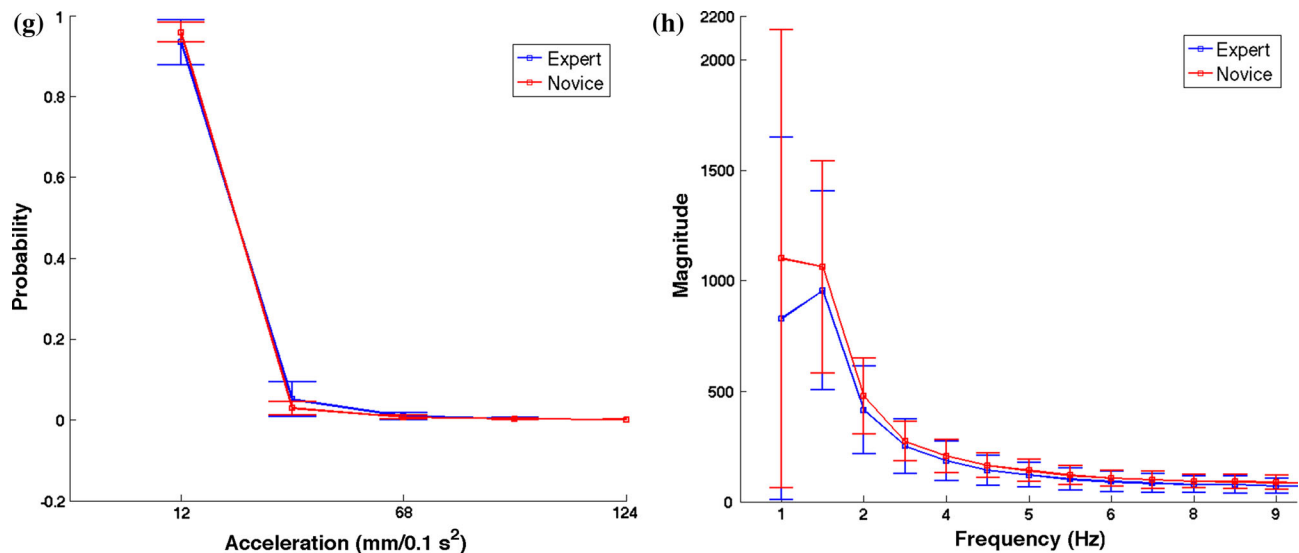 (g)
1
0.8
0.6
0.4
0.2
0
-0.2
Probability
Expert
Novice
12
68
124
Acceleration (mm/0.1 s²)
(h)
2200
2000
1500
1000
500
0
Magnitude
Expert
Novice
1
2
4
5
6
8
9
Frequency (Hz)